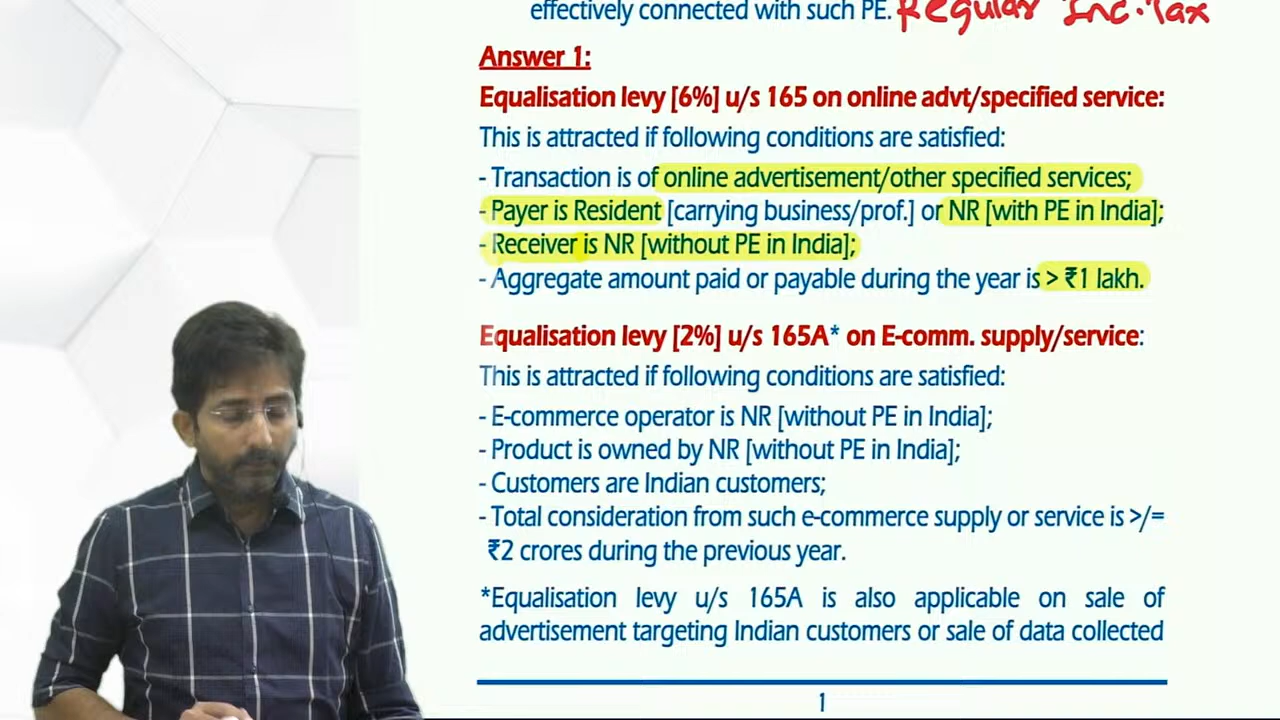 effectively connected with such PE. Regular Inc. Tax
Answer 1:
Equalisation levy [6%] u/s 165 on online advt/specified service:
This is attracted if following conditions are satisfied:
- Transaction is of online advertisement/other specified services;
- Payer is Resident [carrying business/prof.] or NR [with PE in India];
- Receiver is NR [without PE in India];
- Aggregate amount paid or payable during the year is > ₹1 lakh.
Equalisation levy [2%] u/s 165A* on E-comm. supply/service:
This is attracted if following conditions are satisfied:
- E-commerce operator is NR [without PE in India];
- Product is owned by NR [without PE in India];
- Customers are Indian customers;
- Total consideration from such e-commerce supply or service is >/=
₹2 crores during the previous year.
*Equalisation levy u/s 165A is also applicable on sale of
advertisement targeting Indian customers or sale of data collected
1